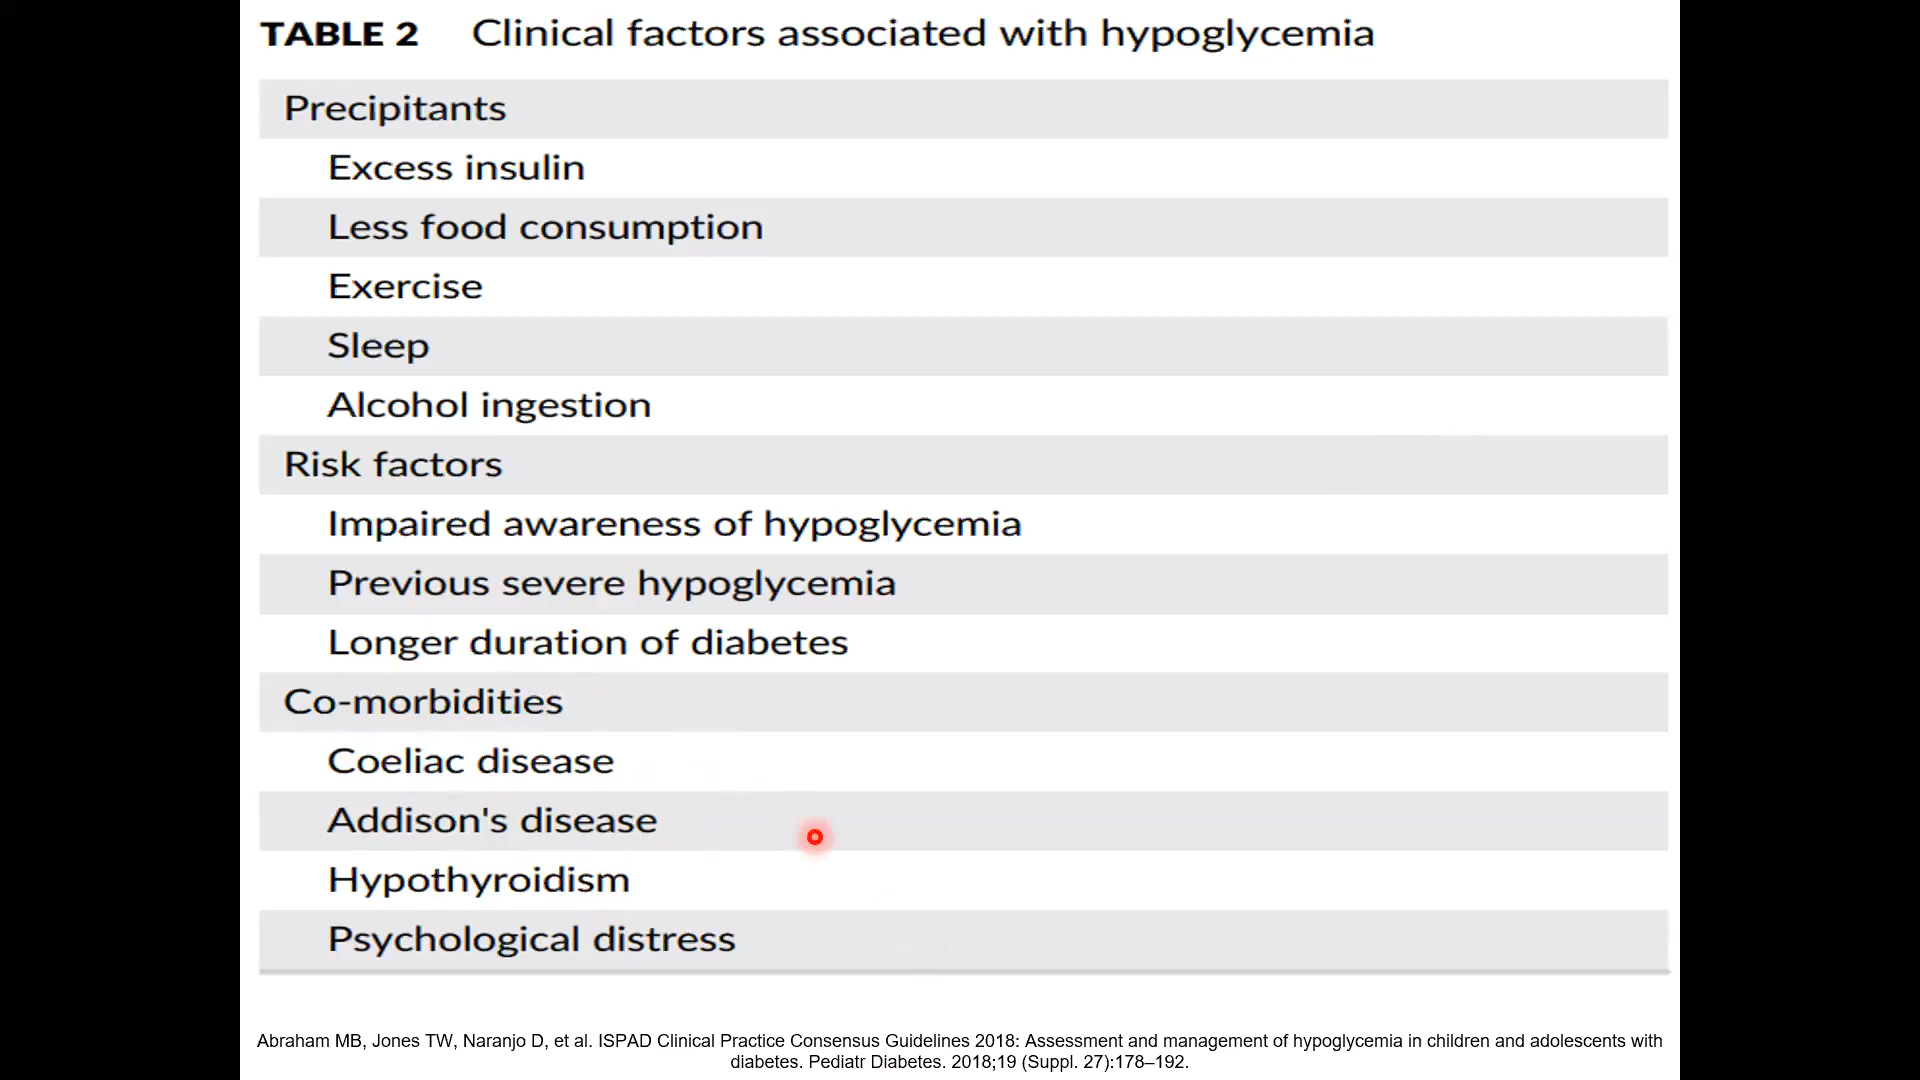 TABLE 2 Clinical factors associated with hypoglycemia
Precipitants
Excess insulin
Less food consumption
Exercise
Sleep
Alcohol ingestion
Risk factors
Impaired awareness of hypoglycemia
Previous severe hypoglycemia
Longer duration of diabetes
Co-morbidities
Coeliac disease
Addison's disease
Hypothyroidism
Psychological distress
Abraham MB, Jones TW, Naranjo D, et al. ISPAD Clinical Practice Consensus Guidelines 2018: Assessment and management of hypoglycemia in children and adolescents with
diabetes. Pediatr Diabetes. 2018;19 (Suppl. 27):178–192.